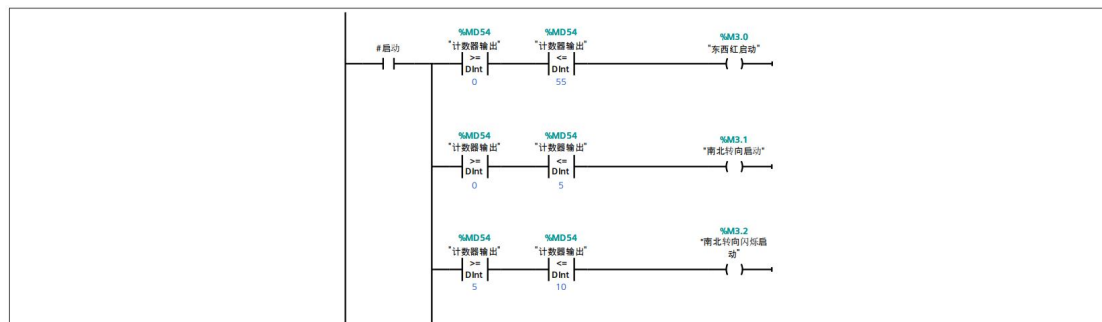 #启动
%MD54
"计数器输出"
>=
DInt
0
%MD54
"计数器输出"
<=
DInt
55
%M3.0
"东西红启动"
%MD54
"计数器输出"
>=
DInt
0
%MD54
"计数器输出"
<=
DInt
5
%M3.1
"南北转向启动"
%MD54
"计数器输出"
>=
DInt
5
%MD54
"计数器输出"
<=
DInt
10
%M3.2
"南北转向闪烁启
动"